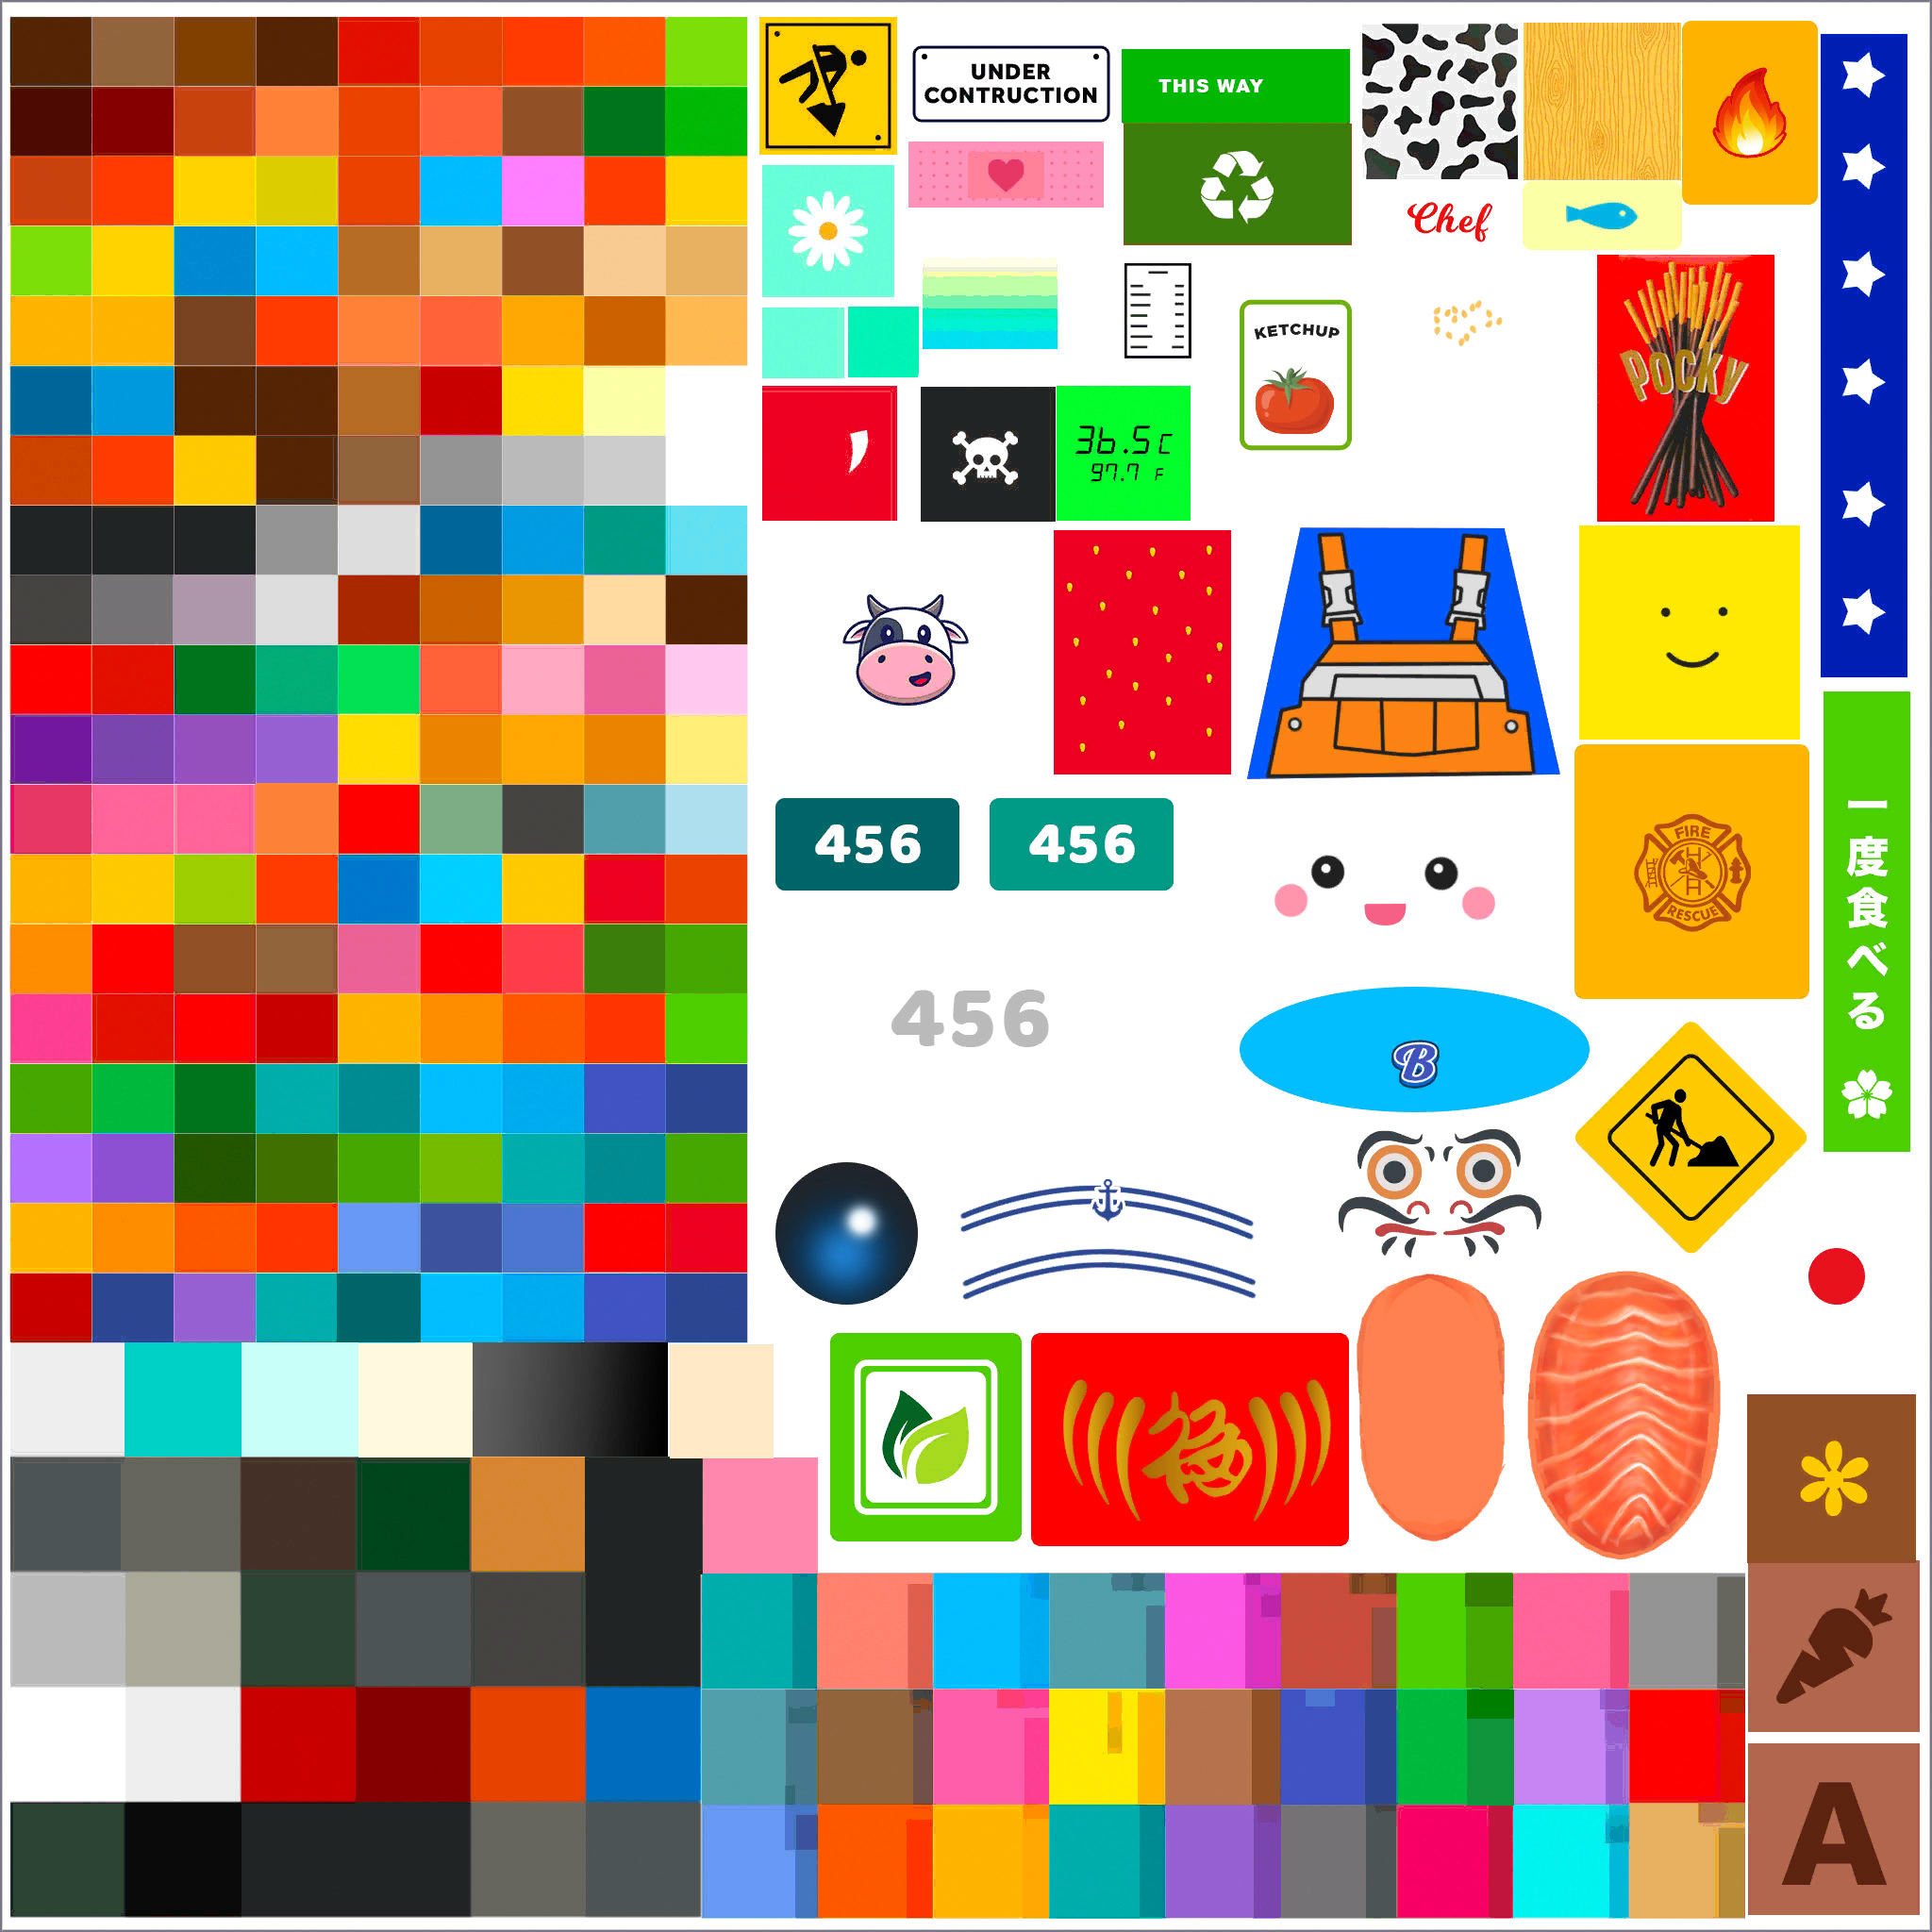 UNDER
CONTRUCTION
THIS WAY
Chef
KETCHUP
POCKY
36.5C
97.7 F
456
456
FIRE
RESCUE
一度食べる
456
B
福
A